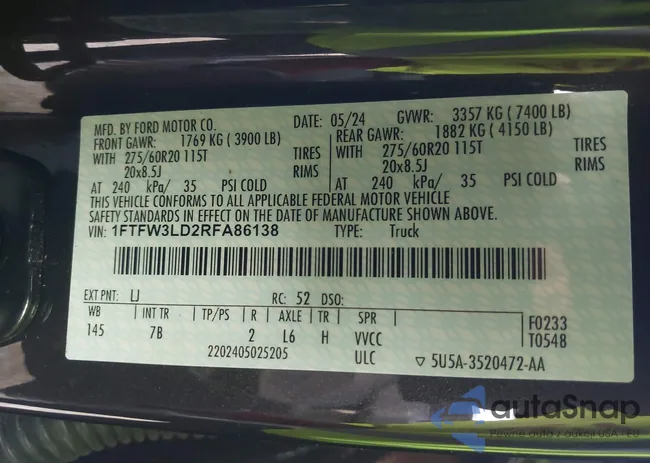 MFD. BY FORD MOTOR CO.
DATE: 05/24 GVWR: 3357 KG ( 7400 LB)
FRONT GAWR: 1769 KG ( 3900 LB)
REAR GAWR: 1882 KG ( 4150 LB)
WITH 275/60R20 115T TIRES
WITH 275/60R20 115T TIRES
20x8.5J RIMS
20x8.5J RIMS
AT 240 kPa/ 35 PSI COLD
AT 240 kPa/ 35 PSI COLD
THIS VEHICLE CONFORMS TO ALL APPLICABLE FEDERAL MOTOR VEHICLE
SAFETY STANDARDS IN EFFECT ON THE DATE OF MANUFACTURE SHOWN ABOVE.
VIN: 1FTFW3LD2RFA86138 TYPE: Truck
EXT PNT: LJ RC: 52 DSO:
WB INT TR TP/PS R AXLE TR SPR
145 7B 2 L6 H VVCC
F0233
T0548
2202405025205 ULC ▽ 5U5A-3520472-AA
autoSnap
Pewne auta z aukcji USA i EU